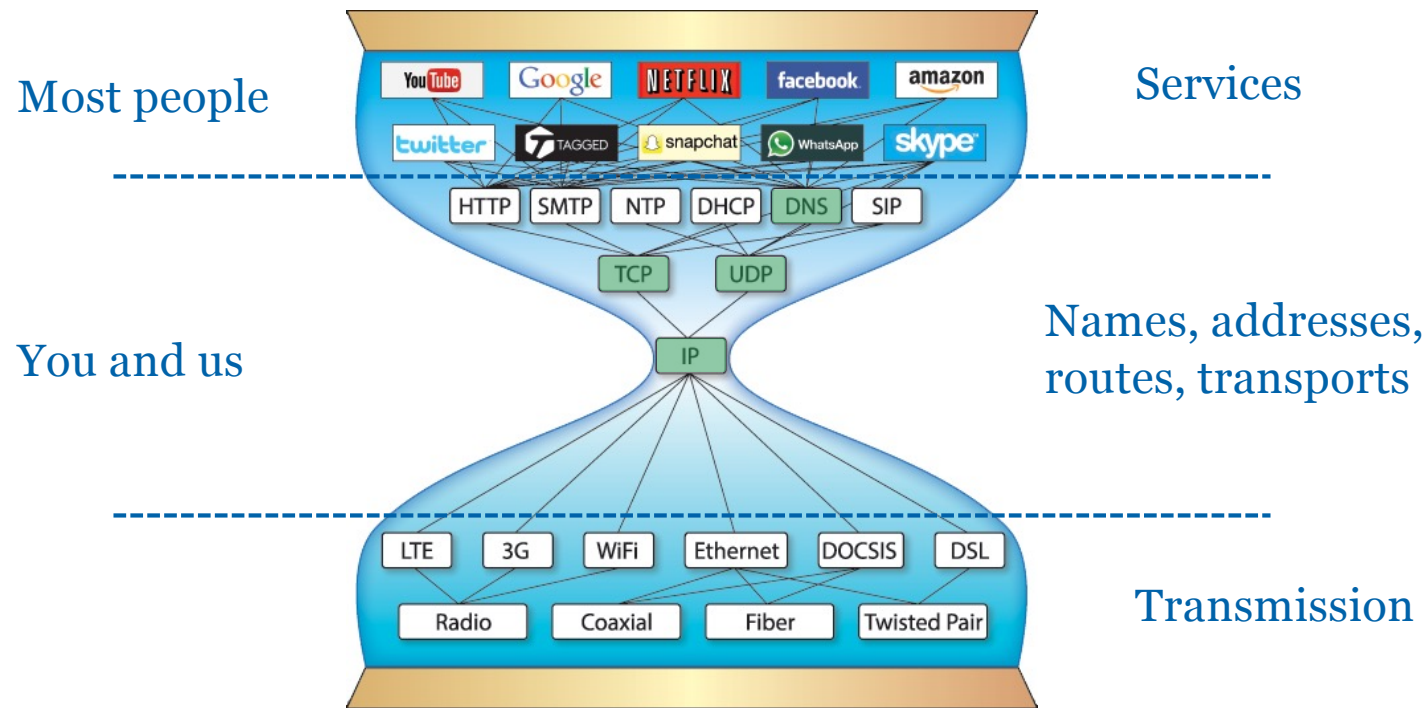 Most people
YouTube Google NETFLIX facebook amazon
Services
twitter TAGGED snapchat WhatsApp skype
HTTP SMTP NTP DHCP DNS SIP
TCP UDP
You and us
IP
Names, addresses,
routes, transports
LTE 3G WiFi Ethernet DOCSIS DSL
Radio Coaxial Fiber Twisted Pair
Transmission